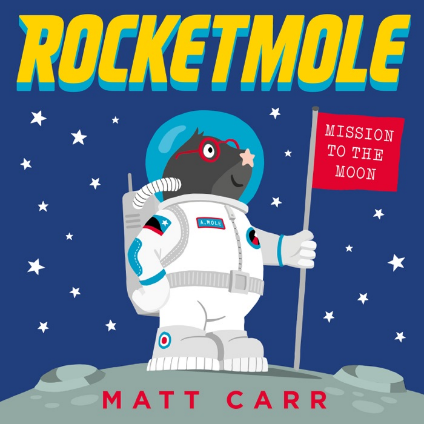 ROCKETMOLE
MISSION
TO THE
MOON
A.MOLE
MATT CARR